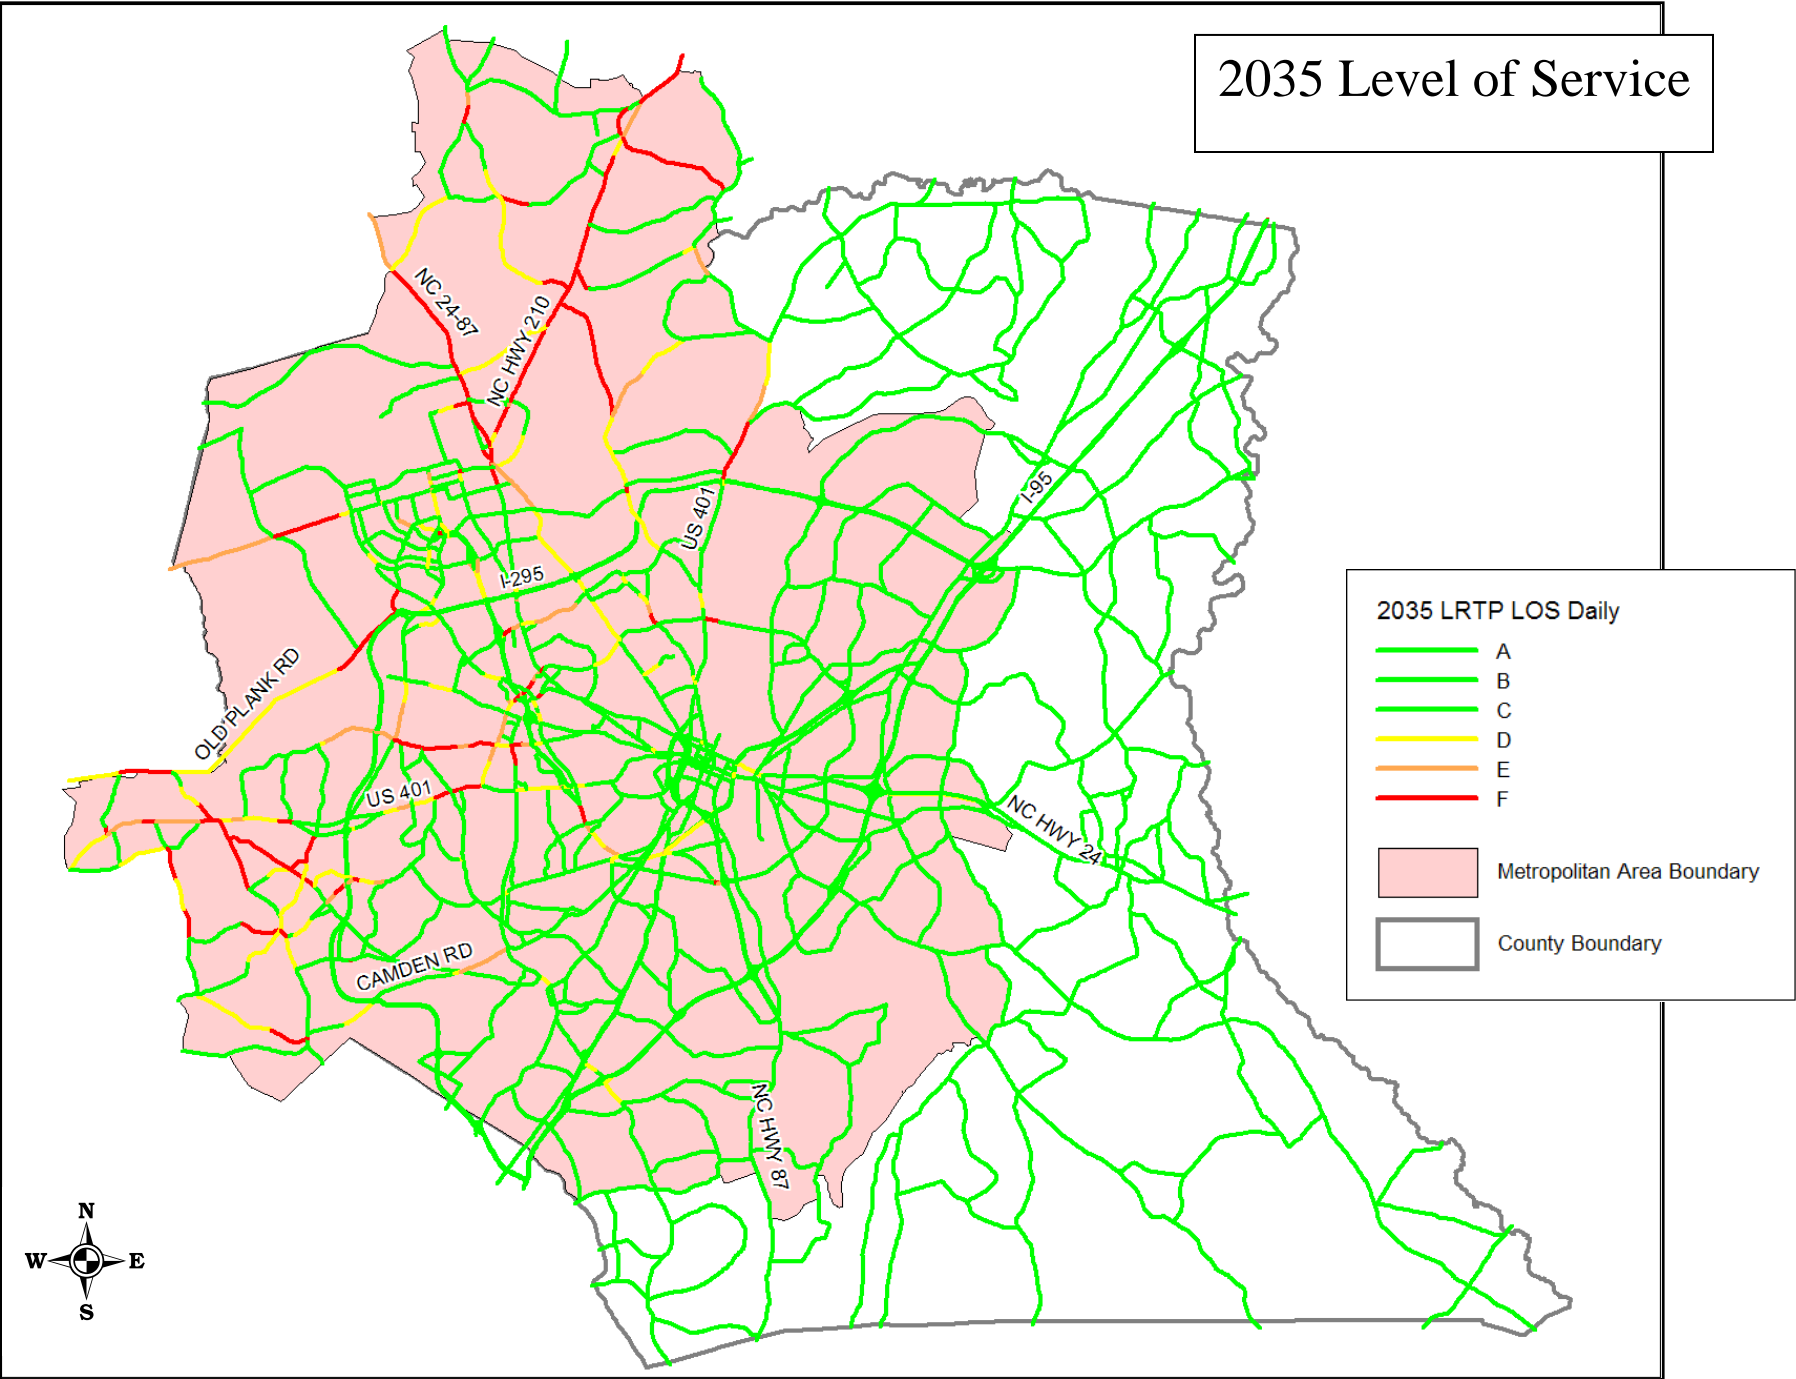 2035 Level of Service
NC 24-87
NC HWY 210
US 401
I-95
I-295
OLD PLANK RD
US 401
NC HWY 24
CAMDEN RD
NC HWY 87
2035 LRTP LOS Daily
A
B
C
D
E
F
Metropolitan Area Boundary
County Boundary
N
W E
S